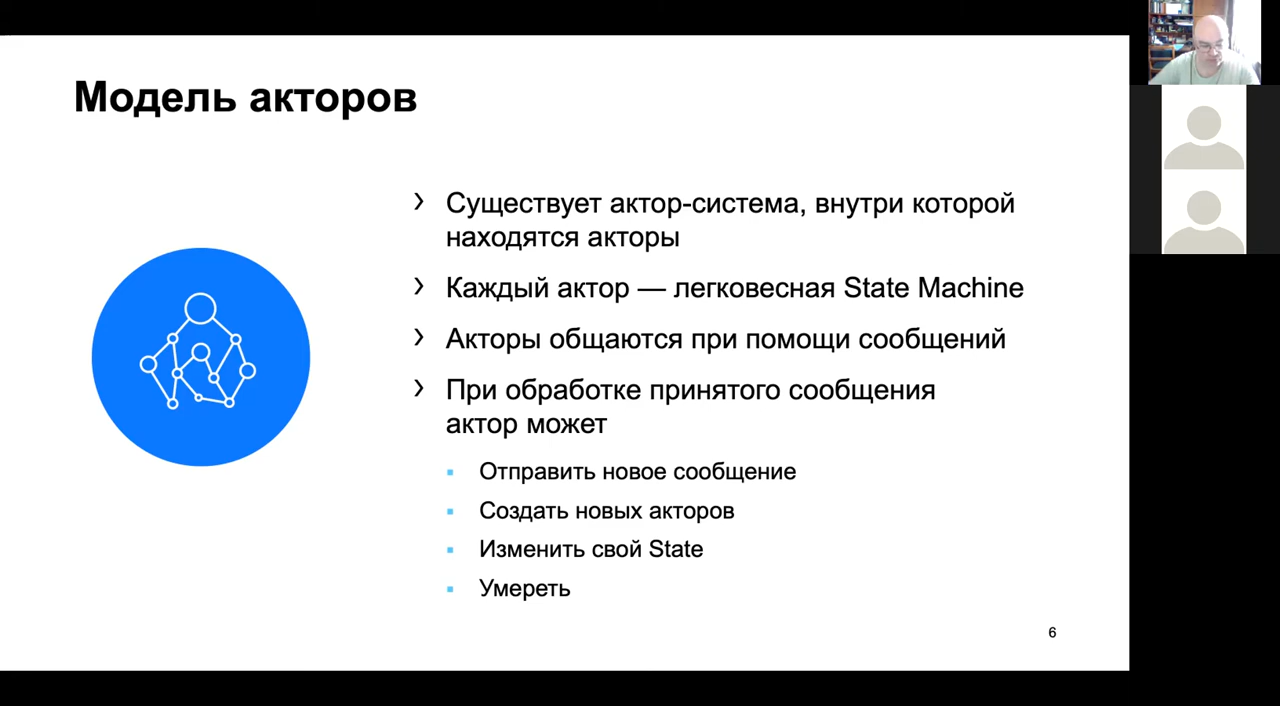 Модель акторов
› Существует актор-система, внутри которой
находятся акторы
› Каждый актор — легковесная State Machine
› Акторы общаются при помощи сообщений
› При обработке принятого сообщения
актор может
▪ Отправить новое сообщение
▪ Создать новых акторов
▪ Изменить свой State
▪ Умереть
6